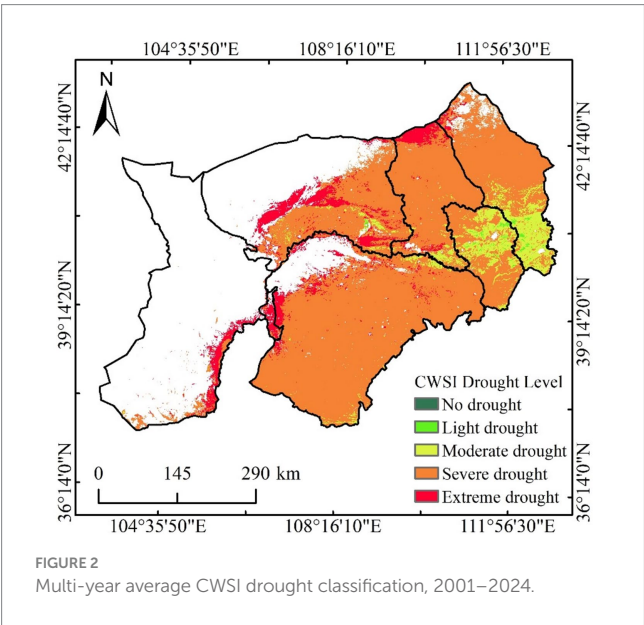 104°35'50"E 108°16'10"E 111°56'30"E
N
42°14'40"N
42°14'40"N
39°14'20"N
39°14'20"N
CWSI Drought Level
No drought
Light drought
Moderate drought
Severe drought
Extreme drought
0 145 290 km
36°14'0"N
36°14'0"N
104°35'50"E 108°16'10"E 111°56'30"E
FIGURE 2
Multi-year average CWSI drought classification, 2001–2024.